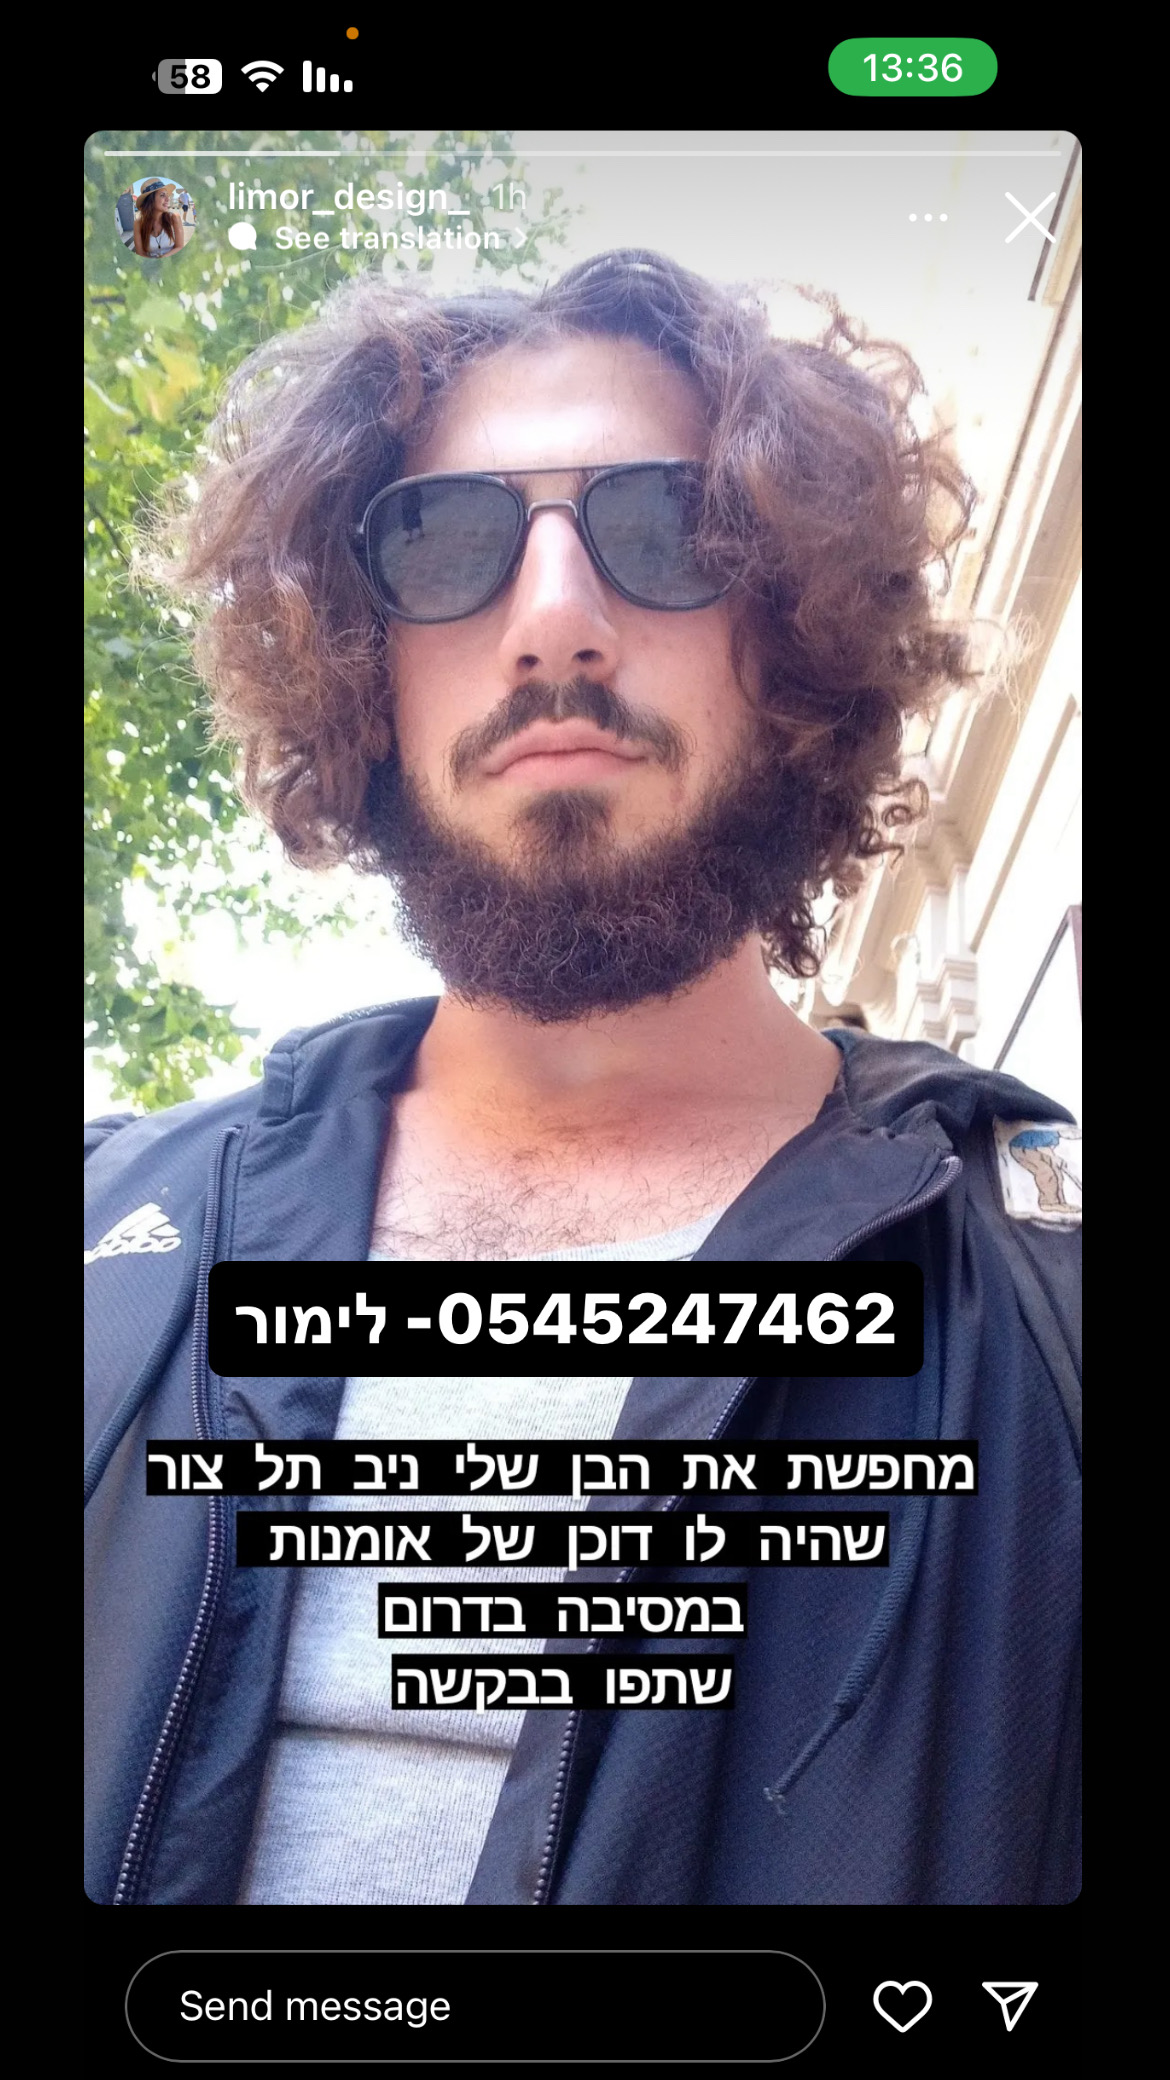 58
13:36
limor_design_ 1h
See translation >
0545247462- לימור
מחפשת את הבן שלי ניב תל צור
שהיה לו דוכן של אומנות
במסיבה בדרום
שתפו בבקשה
Send message